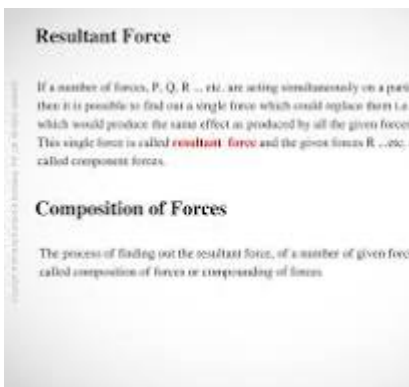 Resultant Force
If a number of forces, P, Q, R ... etc. are acting simultaneously on a parti
then it is possible to find out a single force which could replace them i.e
which would produce the same effect as produced by all the given forces
This single force is called resultant force and the given forces R ...etc.
called component forces.
Composition of Forces
The process of finding out the resultant force, of a number of given forc
called composition of forces or compounding of forces